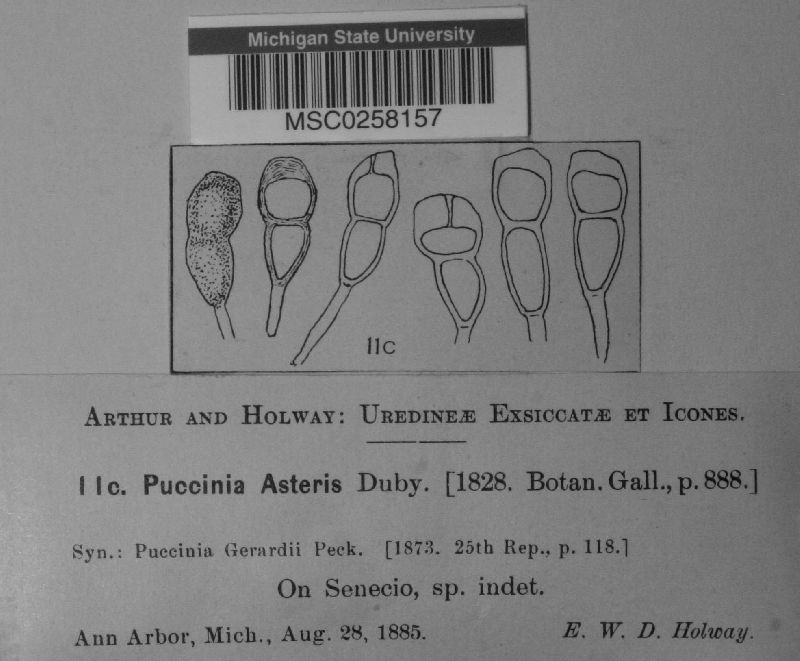 Michigan State University
MSC0258157
11c
ARTHUR AND HOLWAY: UREDINEÆ EXSICCATÆ ET ICONES.
11c. Puccinia Asteris Duby. [1828. Botan. Gall., p. 888.]
Syn.: Puccinia Gerardii Peck. [1873. 25th Rep., p. 118.]
On Senecio, sp. indet.
Ann Arbor, Mich., Aug. 28, 1885. E. W. D. Holway.